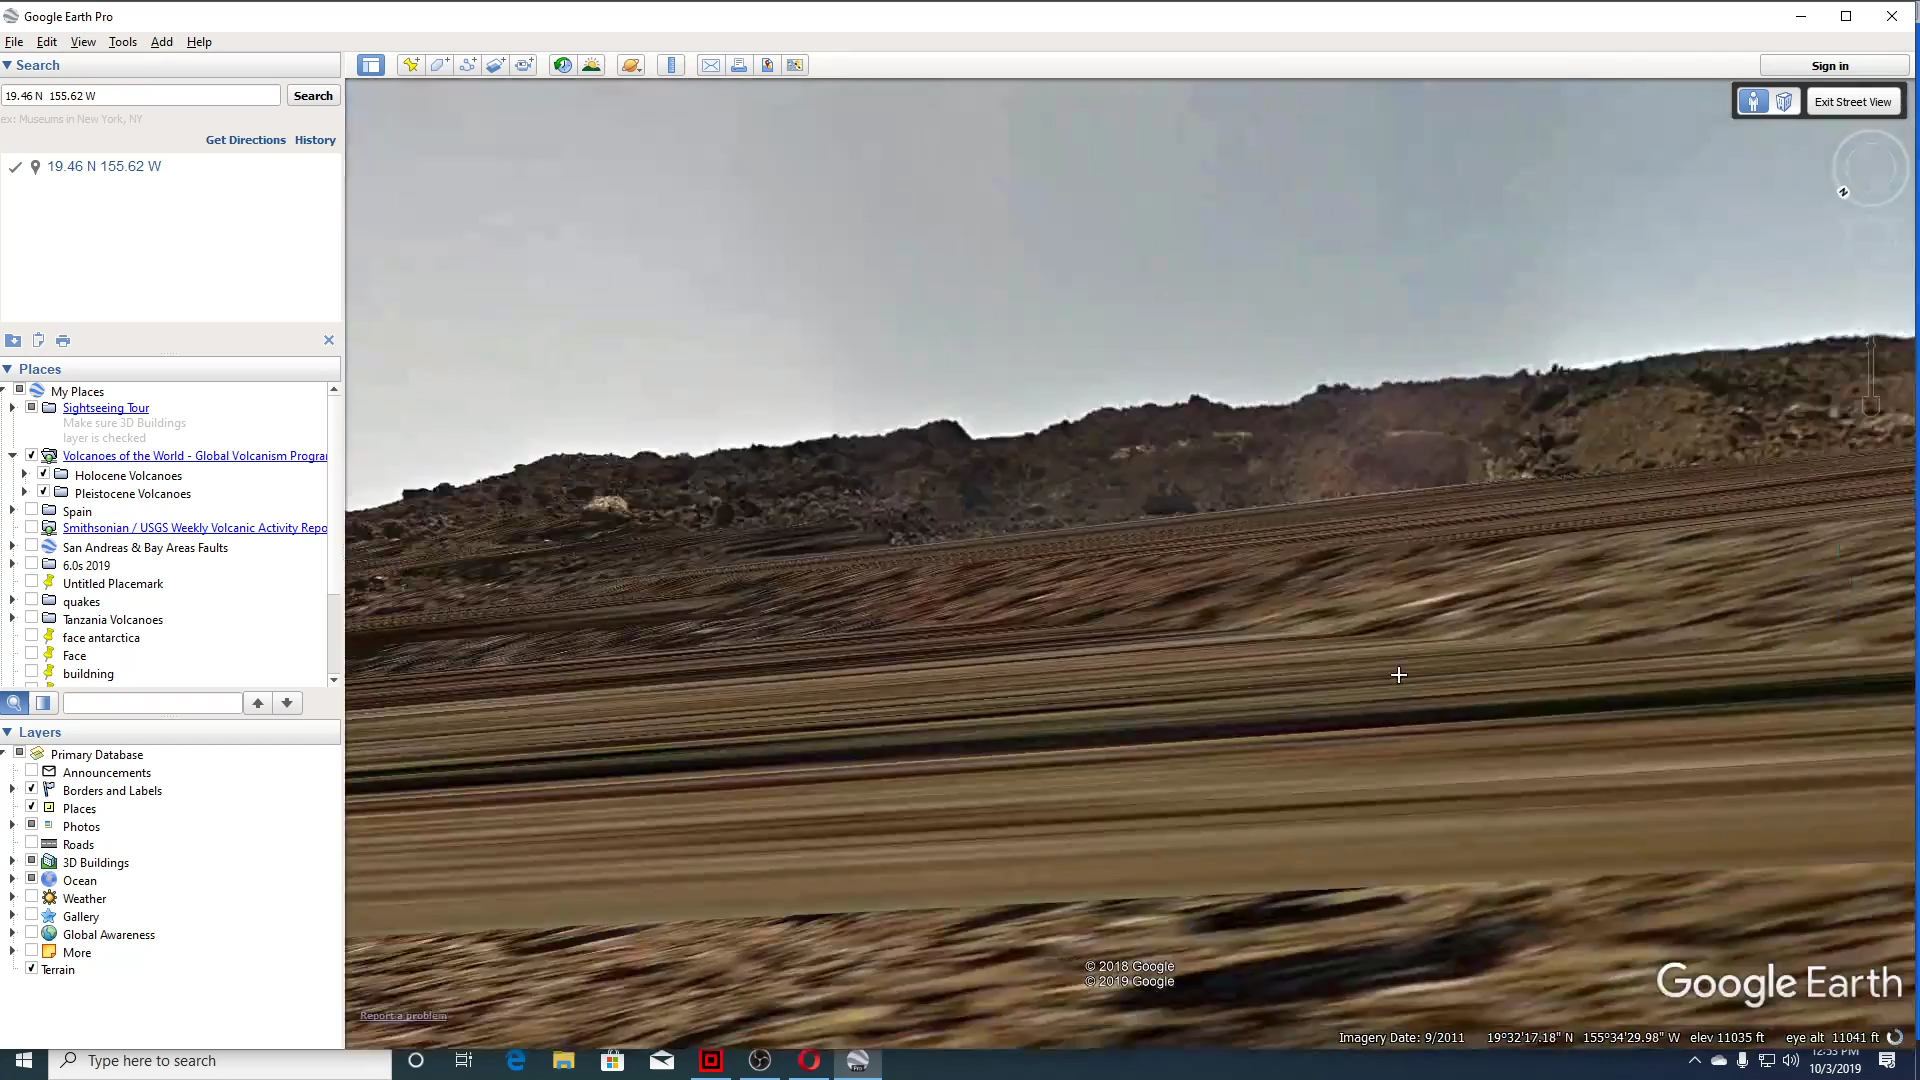 Google Earth Pro
File Edit View Tools Add Help
Search
19.46 N 155.62 W
Search
ex: Museums in New York, NY
Get Directions History
19.46 N 155.62 W
Sign in
Exit Street View
N
Places
My Places
Sightseeing Tour
Make sure 3D Buildings
layer is checked
Volcanoes of the World - Global Volcanism Progra
Holocene Volcanoes
Pleistocene Volcanoes
Spain
Smithsonian / USGS Weekly Volcanic Activity Repo
San Andreas & Bay Areas Faults
6.0s 2019
Untitled Placemark
quakes
Tanzania Volcanoes
face antarctica
Face
buildning
Layers
Primary Database
Announcements
Borders and Labels
Places
Photos
Roads
3D Buildings
Ocean
Weather
Gallery
Global Awareness
More
Terrain
© 2018 Google
© 2019 Google
Google Earth
Report a problem
Imagery Date: 9/2011 19°32'17.18" N 155°34'29.98" W elev 11035 ft eye alt 11041 ft
Type here to search
Pro
12:53 PM
10/3/2019